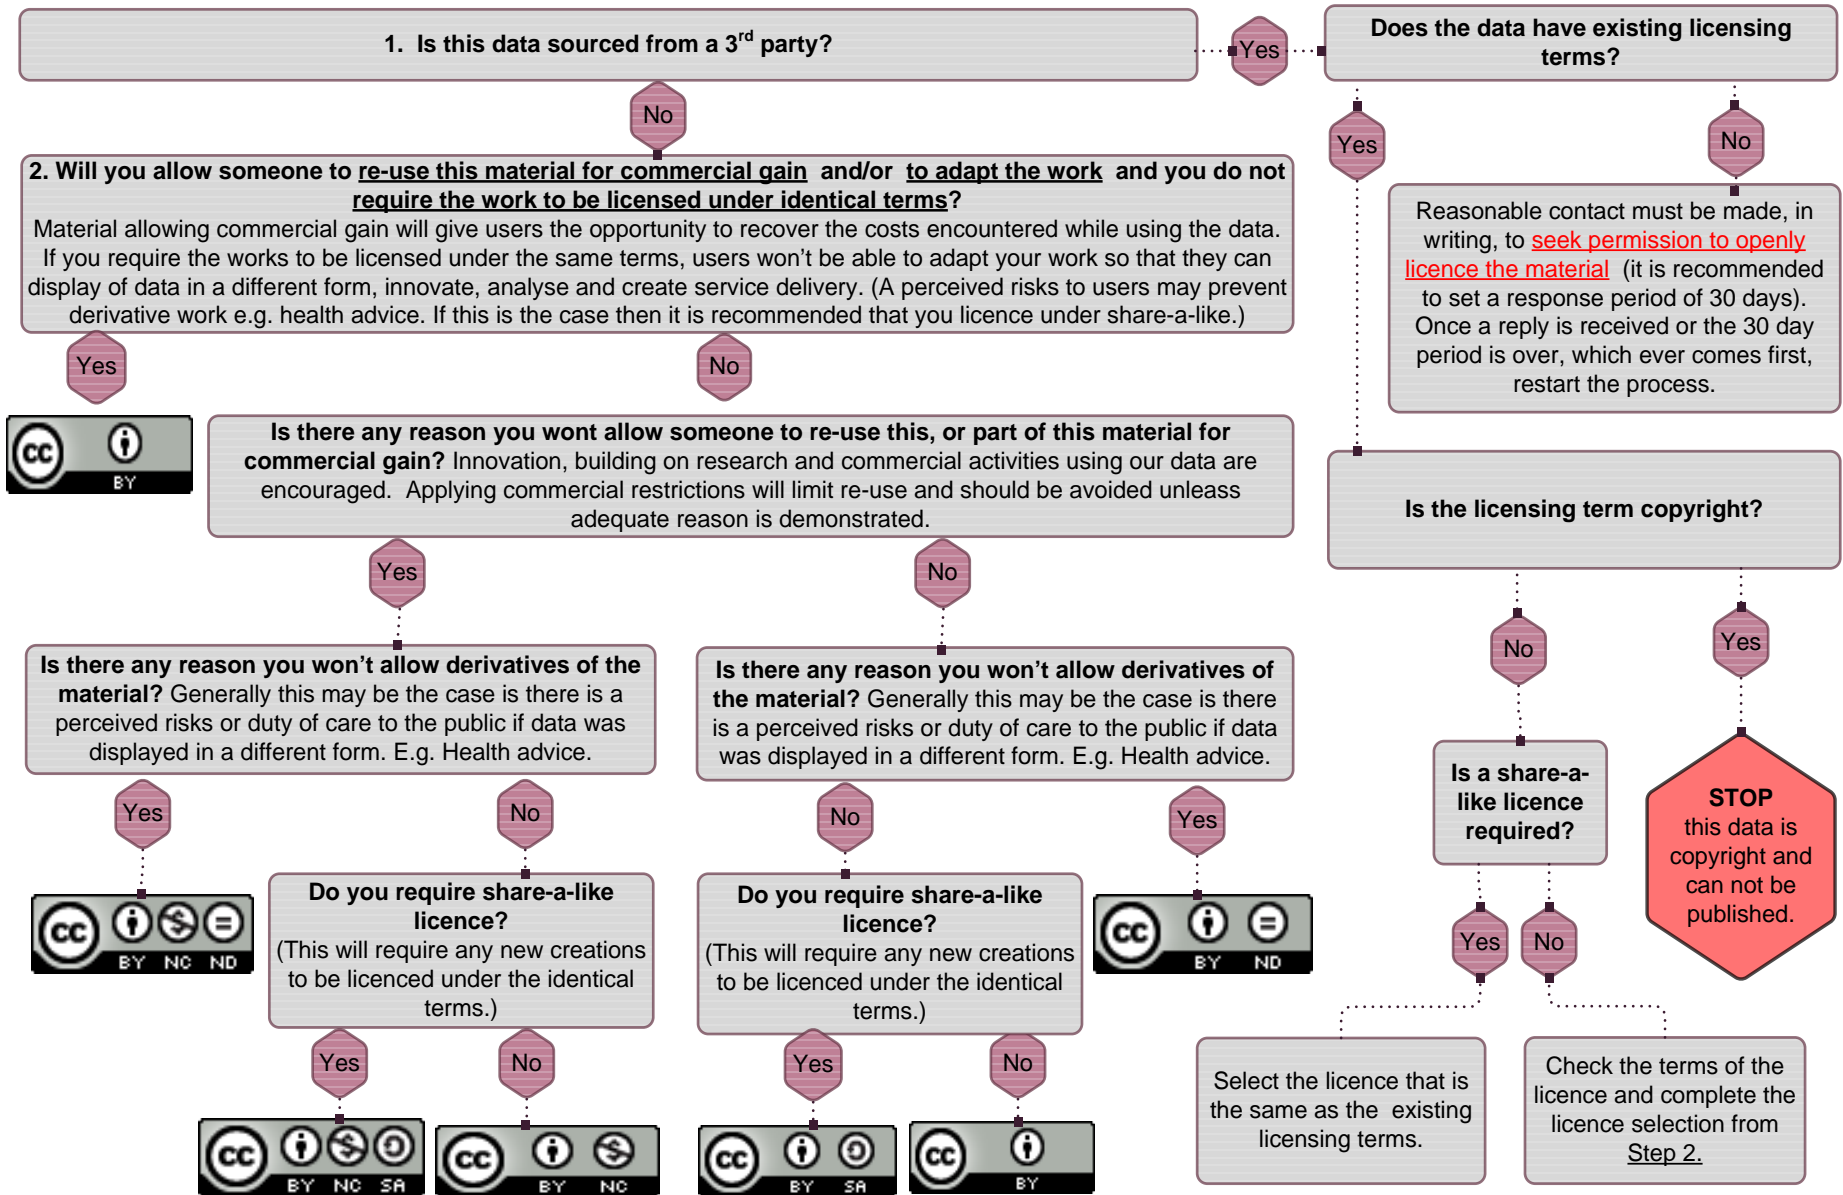 1. Is this data sourced from a 3rd party?
Yes
Does the data have existing licensing
terms?
No
Yes
No
2. Will you allow someone to re-use this material for commercial gain and/or to adapt the work and you do not
require the work to be licensed under identical terms?
Material allowing commercial gain will give users the opportunity to recover the costs encountered while using the data.
If you require the works to be licensed under the same terms, users won't be able to adapt your work so that they can
display of data in a different form, innovate, analyse and create service delivery. (A perceived risks to users may prevent
derivative work e.g. health advice. If this is the case then it is recommended that you licence under share-a-like.)
Reasonable contact must be made, in
writing, to seek permission to openly
licence the material (it is recommended
to set a response period of 30 days).
Once a reply is received or the 30 day
period is over, which ever comes first,
restart the process.
Yes
No
cc
BY
Is there any reason you wont allow someone to re-use this, or part of this material for
commercial gain? Innovation, building on research and commercial activities using our data are
encouraged. Applying commercial restrictions will limit re-use and should be avoided unleass
adequate reason is demonstrated.
Is the licensing term copyright?
Yes
No
No
Yes
Is there any reason you won't allow derivatives of the
material? Generally this may be the case is there is a
perceived risks or duty of care to the public if data was
displayed in a different form. E.g. Health advice.
Is there any reason you won't allow derivatives of
the material? Generally this may be the case is there
is a perceived risks or duty of care to the public if data
was displayed in a different form. E.g. Health advice.
Is a share-a-
like licence
required?
STOP
this data is
copyright and
can not be
published.
Yes
No
No
Yes
cc
BY NC ND
Do you require share-a-like
licence?
(This will require any new creations
to be licenced under the identical
terms.)
Do you require share-a-like
licence?
(This will require any new creations
to be licenced under the identical
terms.)
cc
BY ND
Yes
No
Yes
No
Yes
No
Select the licence that is
the same as the existing
licensing terms.
Check the terms of the
licence and complete the
licence selection from
Step 2.
cc
BY NC SA
cc
BY NC
cc
BY SA
cc
BY